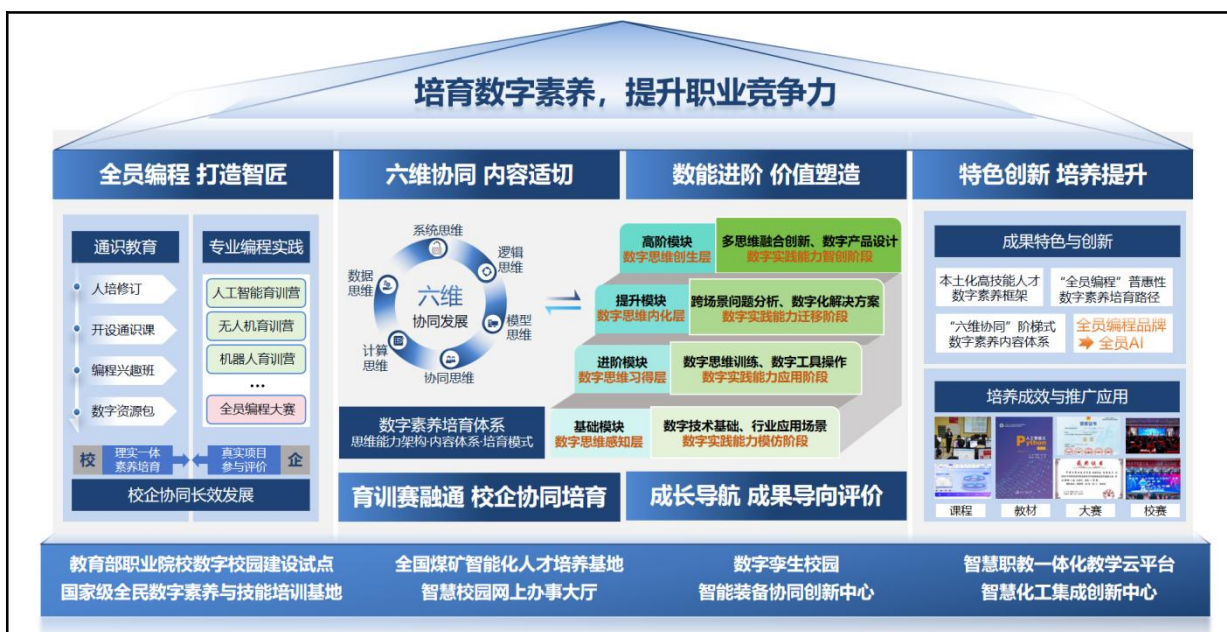 培育数字素养，提升职业竞争力
全员编程 打造智匠
通识教育
人培修订
开设通识课
编程兴趣班
数字资源包
专业编程实践
人工智能育训营
无人机育训营
机器人育训营
...
全员编程大赛
校
理实一体
素养培育
真实项目
参与评价
企
校企协同长效发展
六维协同 内容适切
系统思维
逻辑
思维
模型
思维
协同思维
计算
思维
数据
思维
六维
协同发展
数字素养培育体系
思维能力架构·内容体系·培育模式
育训赛融通 校企协同培育
数能进阶 价值塑造
高阶模块
数字思维创生层
多思维融合创新、数字产品设计
数字实践能力智创阶段
提升模块
数字思维内化层
跨场景问题分析、数字化解决方案
数字实践能力迁移阶段
进阶模块
数字思维习得层
数字思维训练、数字工具操作
数字实践能力应用阶段
基础模块
数字思维感知层
数字技术基础、行业应用场景
数字实践能力模仿阶段
成长导航 成果导向评价
特色创新 培养提升
成果特色与创新
本土化高技能人才
数字素养框架
“全员编程”普惠性
数字素养培育路径
“六维协同”阶梯式
数字素养内容体系
全员编程品牌
全员AI
培养成效与推广应用
Python
课程
教材
大赛
校赛
教育部职业院校数字校园建设试点
国家级全民数字素养与技能培训基地
全国煤矿智能化人才培养基地
智慧校园网上办事大厅
数字孪生校园
智能装备协同创新中心
智慧职教一体化教学云平台
智慧化工集成创新中心